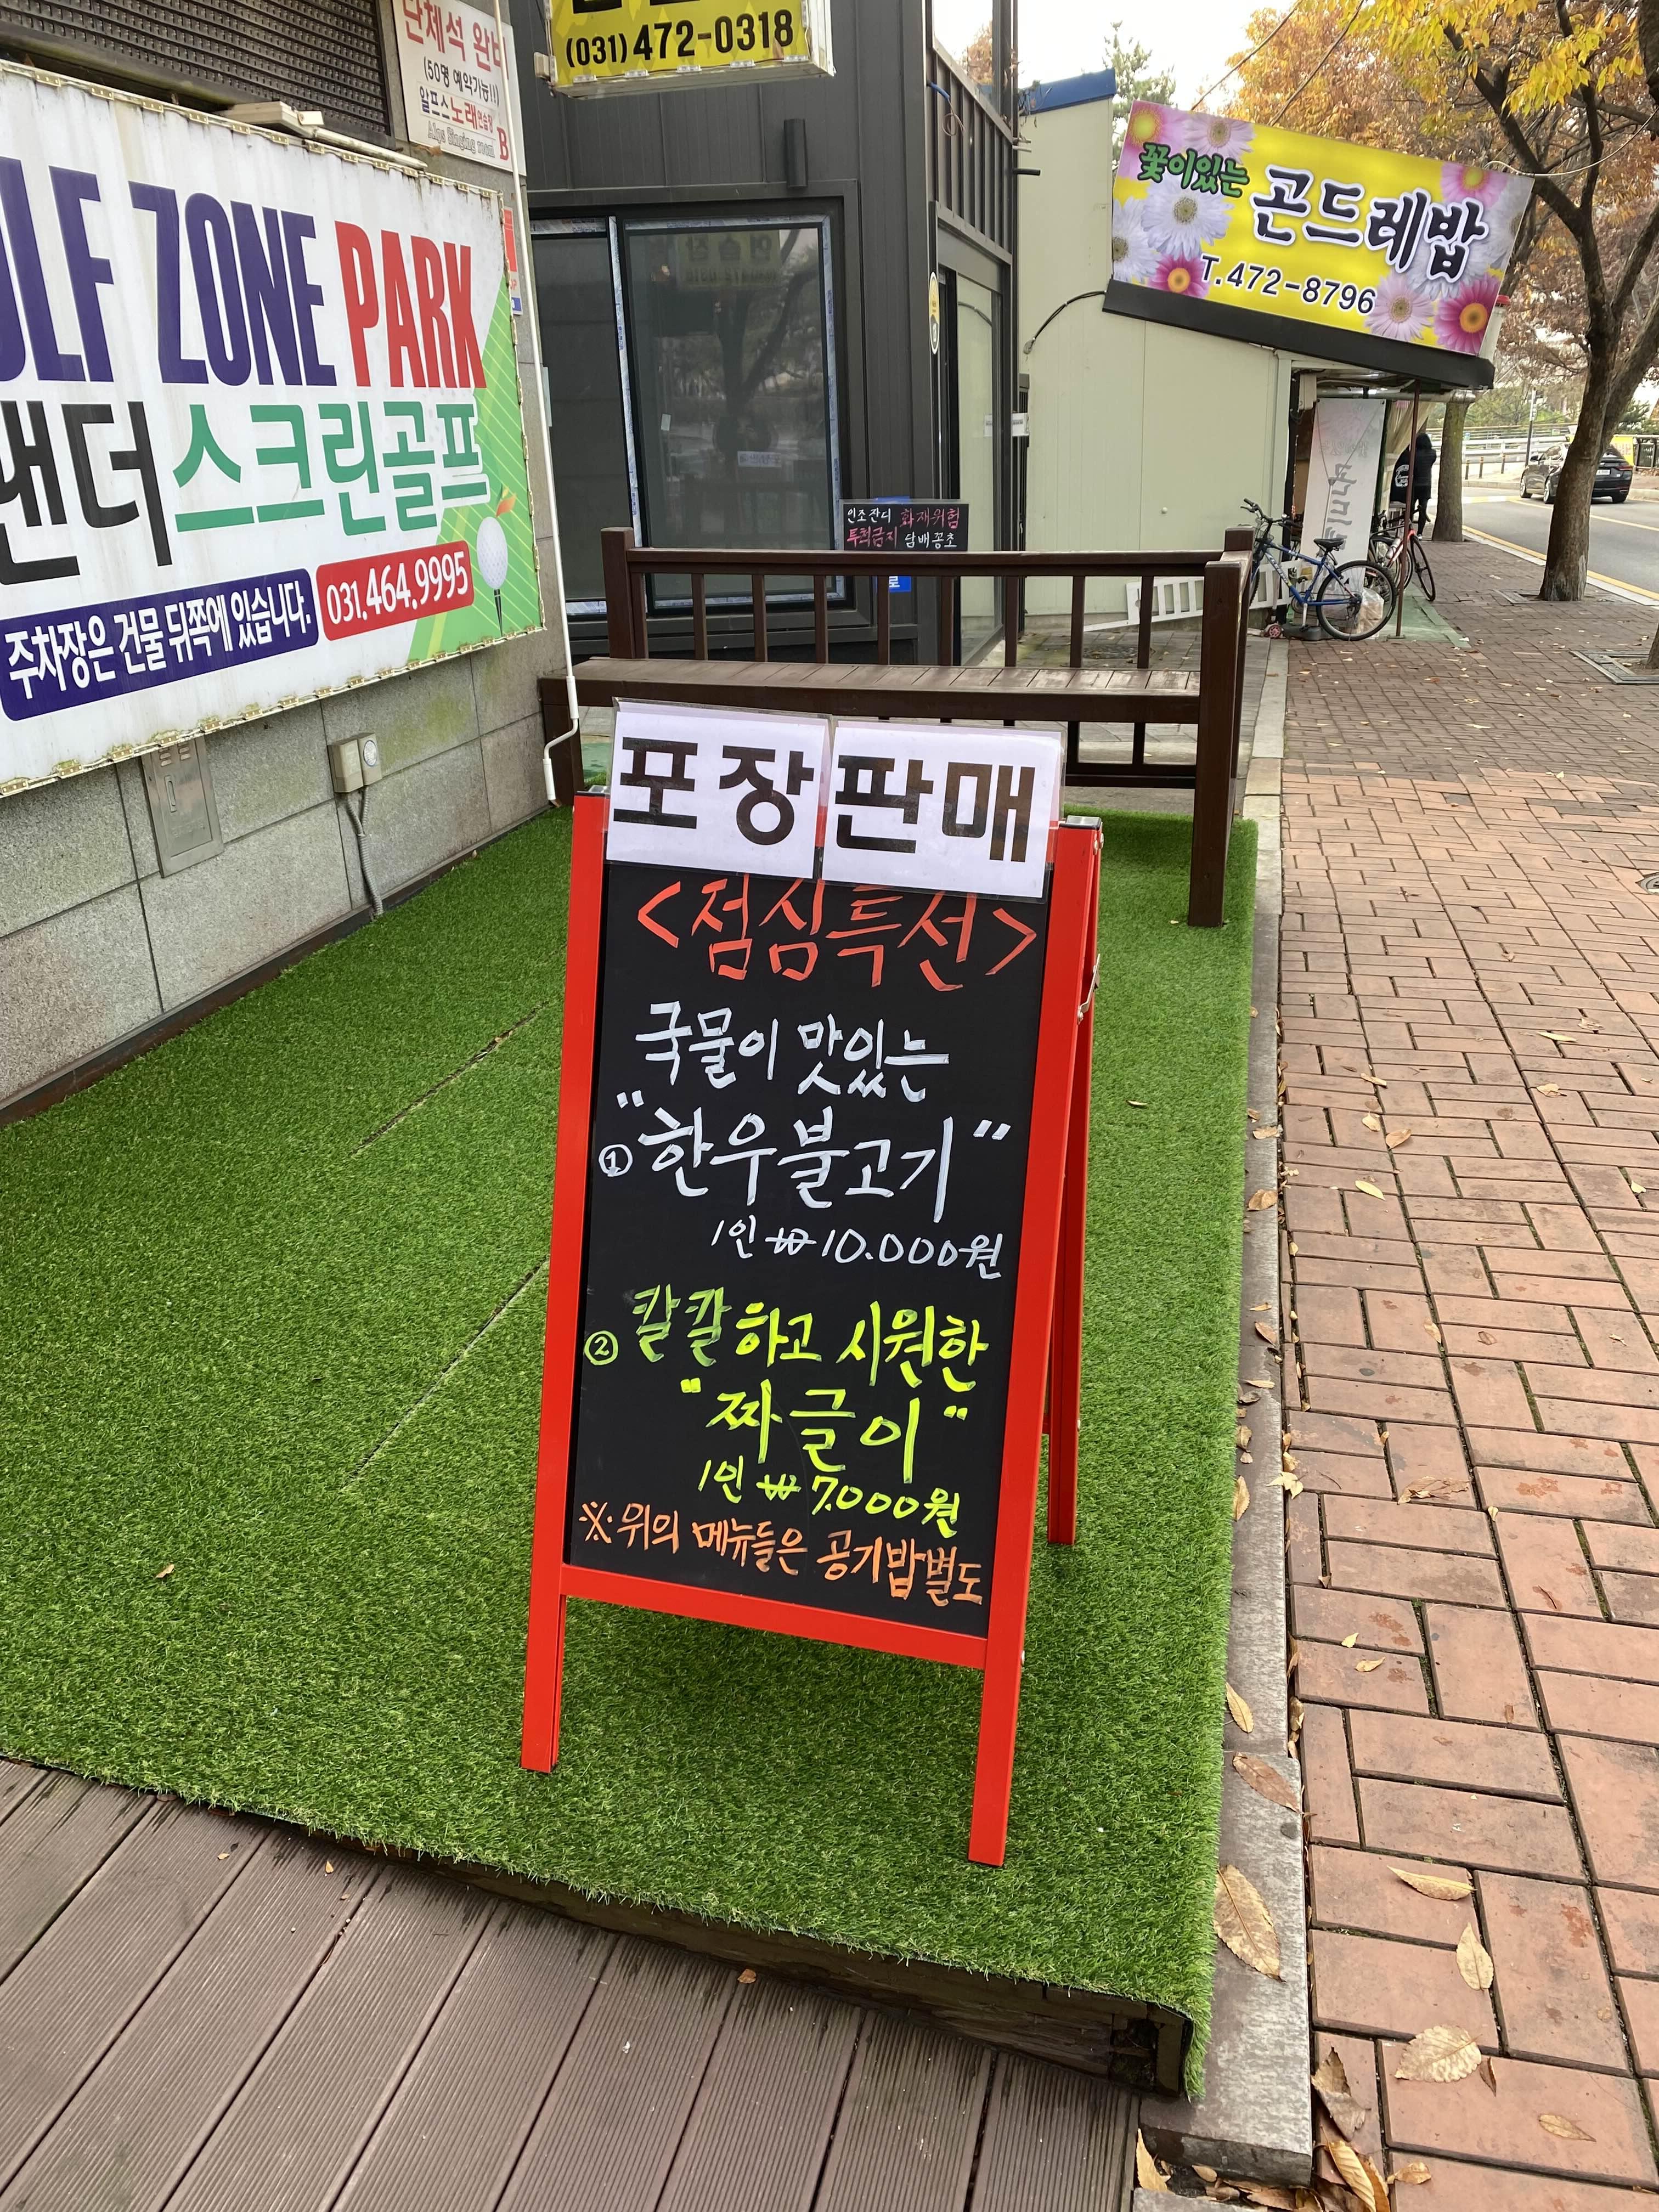 단체석 완비
(50명 예약가능!!)
알프스노래연습장
Alps Singing room B
(031) 472-0318
ZONE PARK
스크린골프
주차장은 건물 뒤쪽에 있습니다.
031.464.9995
꽃이있는
곤드레밥
T.472-8796
인조잔디 화재위험
투척금지 담배꽁초
포장판매
<점심특선>
국물이 맛있는
① "한우불고기"
1인 ₩10.000원
② 칼칼하고 시원한
"짜글이"
1인 ₩7.000원
※위의 메뉴들은 공기밥별도